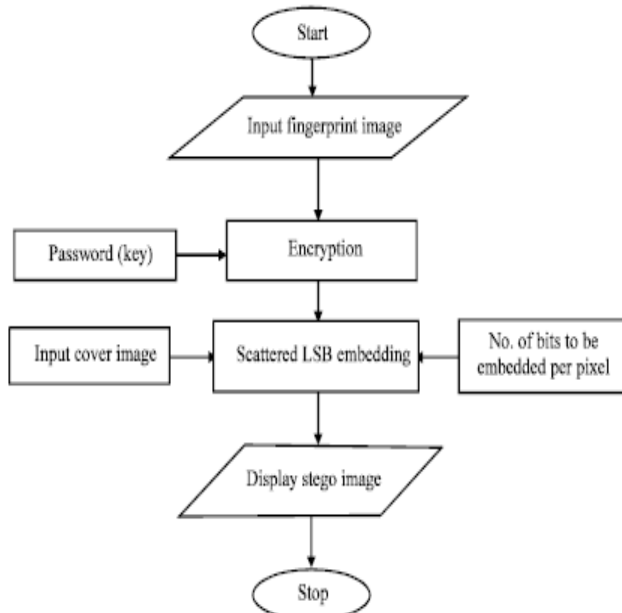 Start
Input fingerprint image
Password (key)
Encryption
Input cover image
Scattered LSB embedding
No. of bits to be
embedded per pixel
Display stego image
Stop